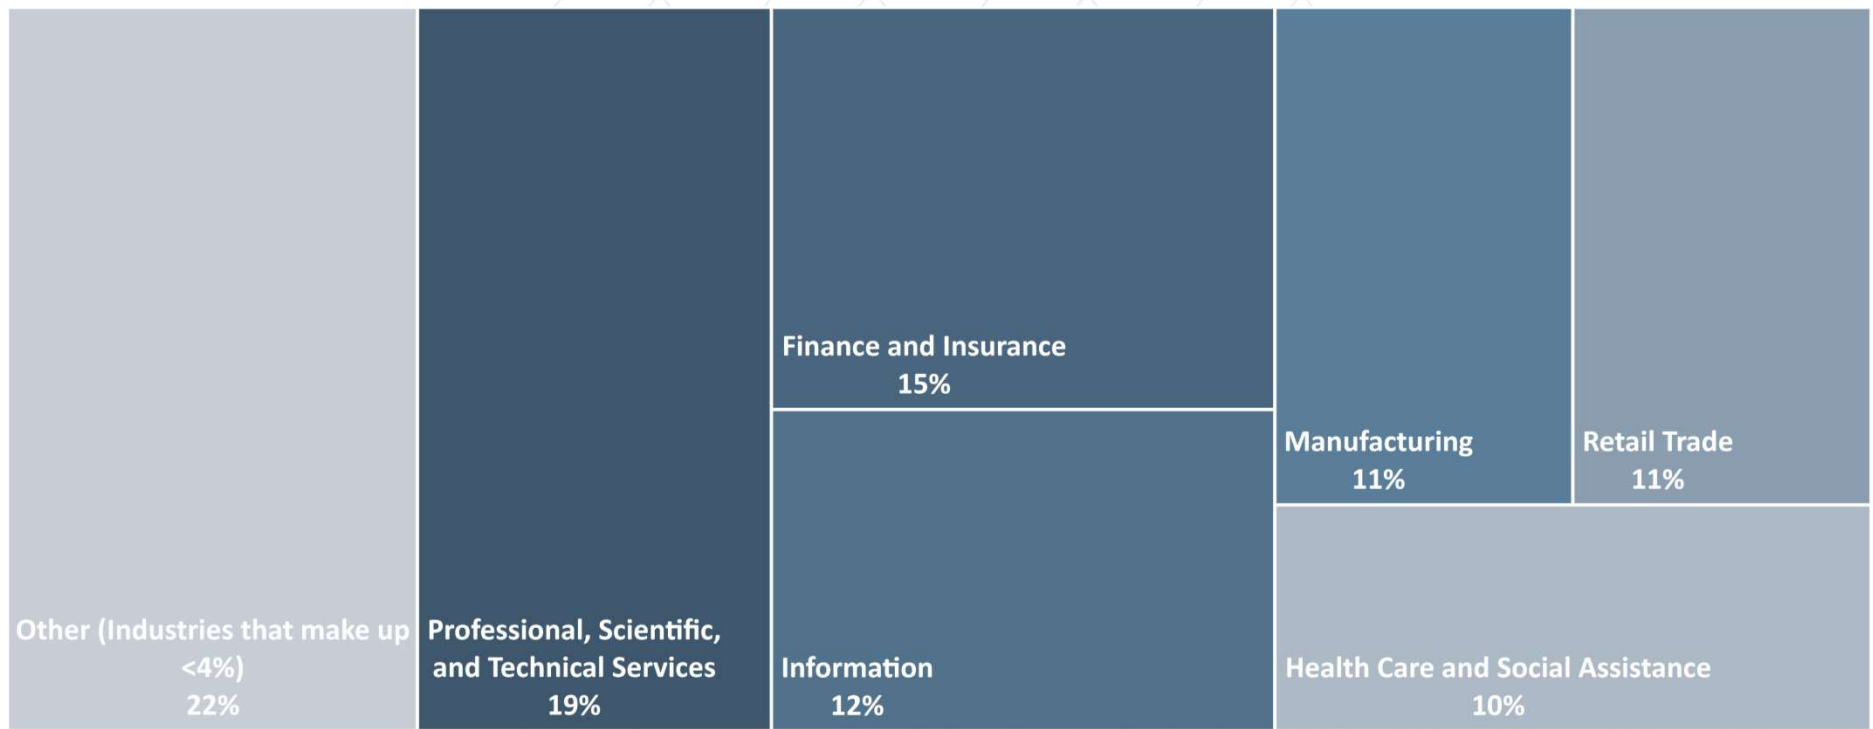 Other (Industries that make up
<4%)
22%
Professional, Scientific,
and Technical Services
19%
Finance and Insurance
15%
Information
12%
Manufacturing
11%
Retail Trade
11%
Health Care and Social Assistance
10%